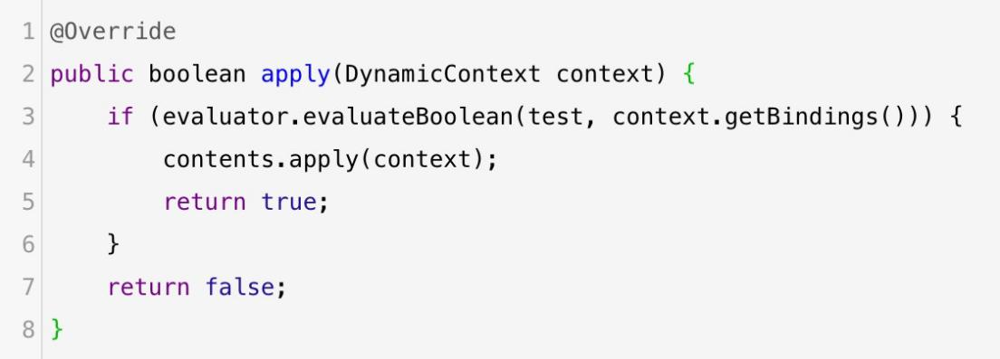 1 @Override
2 public boolean apply(DynamicContext context) {
3     if (evaluator.evaluateBoolean(test, context.getBindings())) {
4         contents.apply(context);
5         return true;
6     }
7     return false;
8 }